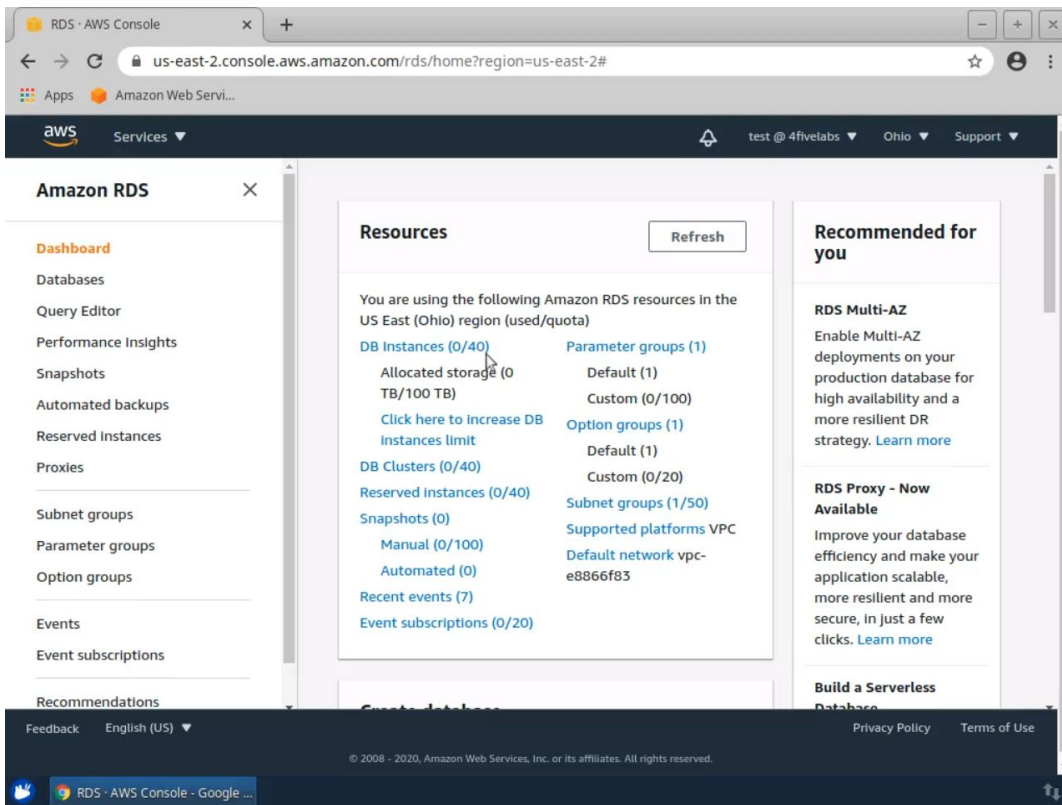 RDS · AWS Console
us-east-2.console.aws.amazon.com/rds/home?region=us-east-2#
Apps
Amazon Web Servi...
aws
Services
test @ 4fivelabs
Ohio
Support
Amazon RDS
Dashboard
Databases
Query Editor
Performance Insights
Snapshots
Automated backups
Reserved instances
Proxies
Subnet groups
Parameter groups
Option groups
Events
Event subscriptions
Recommendations
Resources
Refresh
You are using the following Amazon RDS resources in the
US East (Ohio) region (used/quota)
DB Instances (0/40)
Allocated storage (0
TB/100 TB)
Click here to increase DB
instances limit
DB Clusters (0/40)
Reserved instances (0/40)
Snapshots (0)
Manual (0/100)
Automated (0)
Recent events (7)
Event subscriptions (0/20)
Parameter groups (1)
Default (1)
Custom (0/100)
Option groups (1)
Default (1)
Custom (0/20)
Subnet groups (1/50)
Supported platforms VPC
Default network vpc-
e8866f83
Create database
Recommended for
you
RDS Multi-AZ
Enable Multi-AZ
deployments on your
production database for
high availability and a
more resilient DR
strategy. Learn more
RDS Proxy - Now
Available
Improve your database
efficiency and make your
application scalable,
more resilient and more
secure, in just a few
clicks. Learn more
Build a Serverless
Database
Feedback
English (US)
Privacy Policy
Terms of Use
© 2008 - 2020, Amazon Web Services, Inc. or its affiliates. All rights reserved.
RDS · AWS Console - Google ...